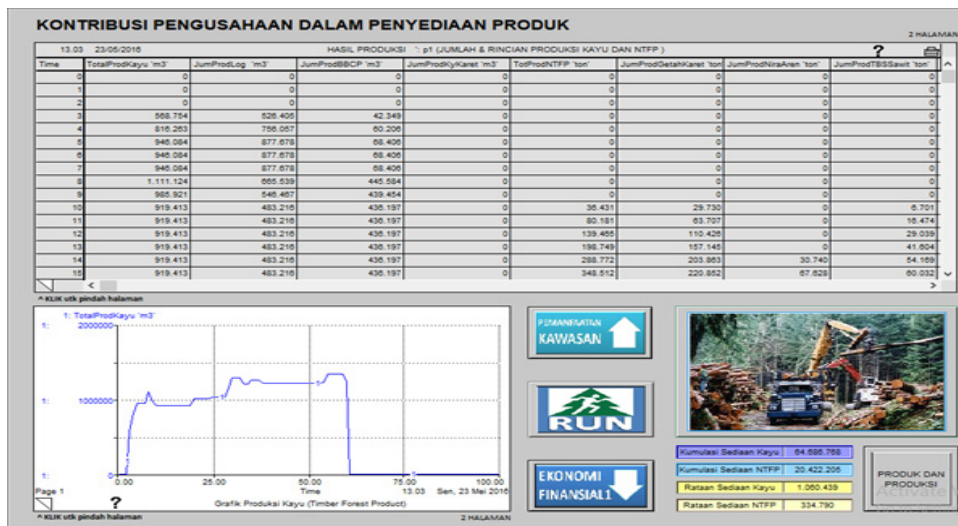 KONTRIBUSI PENGUSAHAAN DALAM PENYEDIAAN PRODUK
2 HALAMAN
13.03 23/05/2016 HASIL PRODUKSI : p1 (JUMLAH & RINCIAN PRODUKSI KAYU DAN NTFP ) ?
Time TotalProdKayu 'm3' JumProdLog 'm3' JumProdBBCP 'm3' JumProdKyKaret 'm3' TotProdNTFP 'ton' JumProdGetahKaret 'ton JumProdNiraAren 'ton' JumProdTBSSawit 'ton'
0 0 0 0 0 0 0 0 0
1 0 0 0 0 0 0 0 0
2 0 0 0 0 0 0 0 0
3 568.754 526.405 42.349 0 0 0 0 0
4 816.263 756.057 60.206 0 0 0 0 0
5 946.084 877.678 68.406 0 0 0 0 0
6 946.084 877.678 68.406 0 0 0 0 0
7 946.084 877.678 68.406 0 0 0 0 0
8 1.111.124 665.539 445.584 0 0 0 0 0
9 985.921 546.467 439.454 0 0 0 0 0
10 919.413 483.216 436.197 0 36.431 29.730 0 6.701
11 919.413 483.216 436.197 0 80.181 63.707 0 16.474
12 919.413 483.216 436.197 0 139.465 110.426 0 29.039
13 919.413 483.216 436.197 0 198.749 157.145 0 41.604
14 919.413 483.216 436.197 0 288.772 203.863 30.740 54.169
15 919.413 483.216 436.197 0 348.512 220.852 67.628 60.032
^ KLIK utk pindah halaman
1: TotalProdKayu 'm3'
1: 2000000
1: 1000000
1: 0
0.00 25.00 50.00 75.00 100.00
Page 1 Time 13.03 Sen, 23 Mei 2016
? Grafik Produksi Kayu (Timber Forest Product)
^ KLIK utk pindah halaman 2 HALAMAN
PEMANFAATAN
KAWASAN
RUN
EKONOMI
FINANSIAL1
Kumulasi Sediaan Kayu 64.686.768
Kumulasi Sediaan NTFP 20.422.206
Rataan Sediaan Kayu 1.060.439
Rataan Sediaan NTFP 334.790
PRODUK DAN
PRODUKSI
Activate